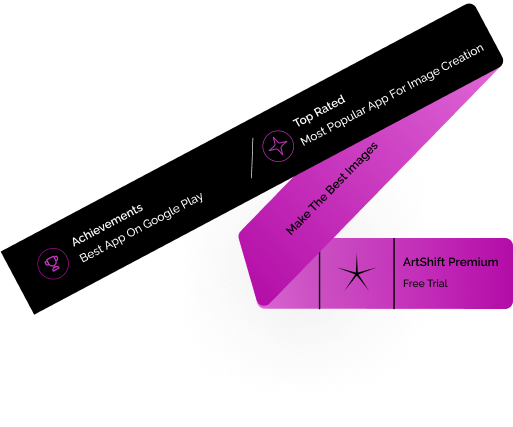 Top Rated
Most Popular App For Image Creation
Achievements
Best App On Google Play
Make The Best Images
ArtShift Premium
Free Trial